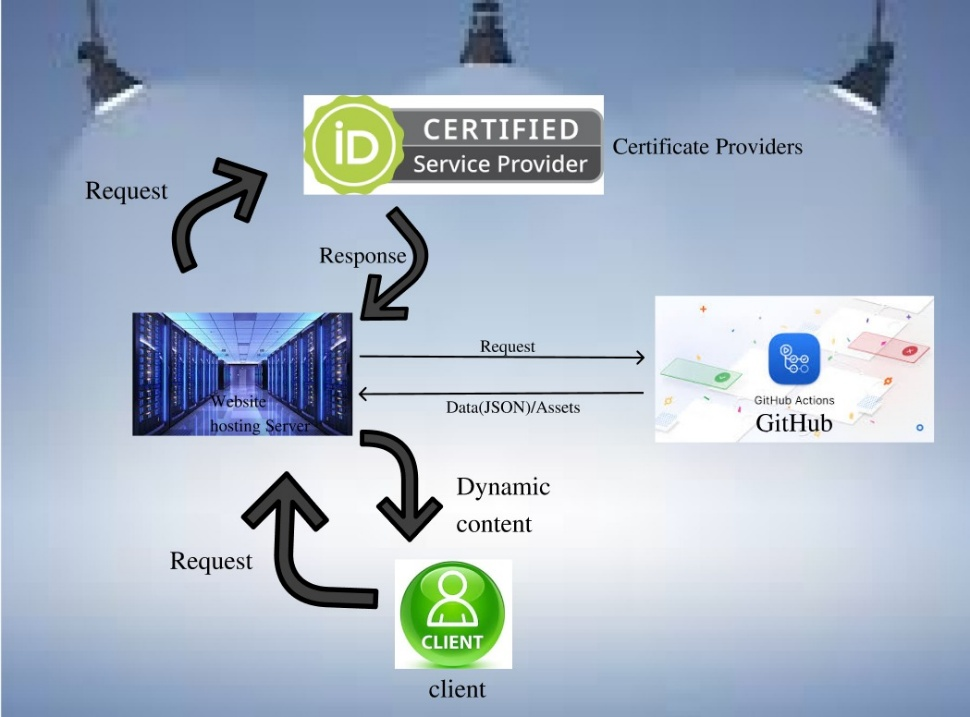 iD
CERTIFIED
Service Provider
Certificate Providers
Request
Response
Request
Website
hosting Server
Data(JSON)/Assets
GitHub Actions
GitHub
Dynamic
content
Request
CLIENT
client